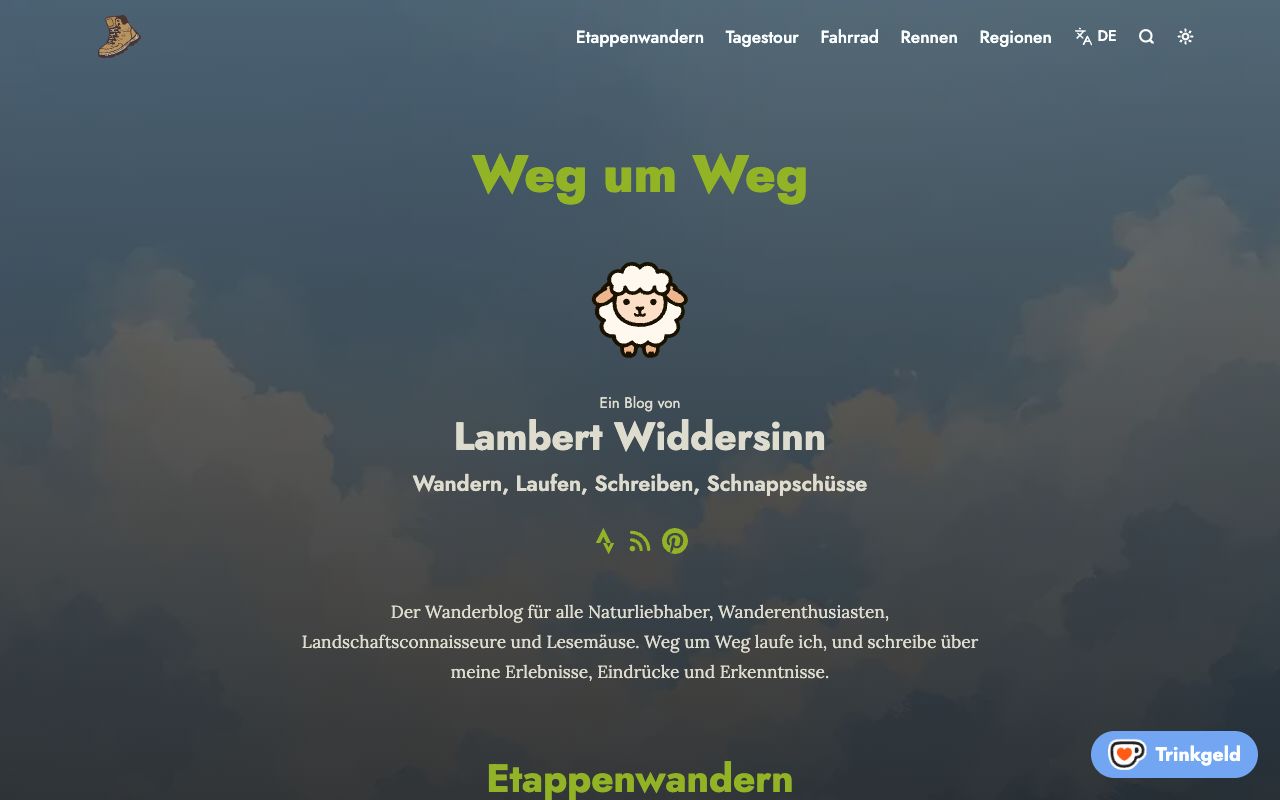 Etappenwandern Tagestour Fahrrad Rennen Regionen DE
Weg um Weg
Ein Blog von
Lambert Widdersinn
Wandern, Laufen, Schreiben, Schnappschüsse
Der Wanderblog für alle Naturliebhaber, Wanderenthusiasten,
Landschaftsconnaisseure und Lesemäuse. Weg um Weg laufe ich, und schreibe über
meine Erlebnisse, Eindrücke und Erkenntnisse.
Etappenwandern
Trinkgeld